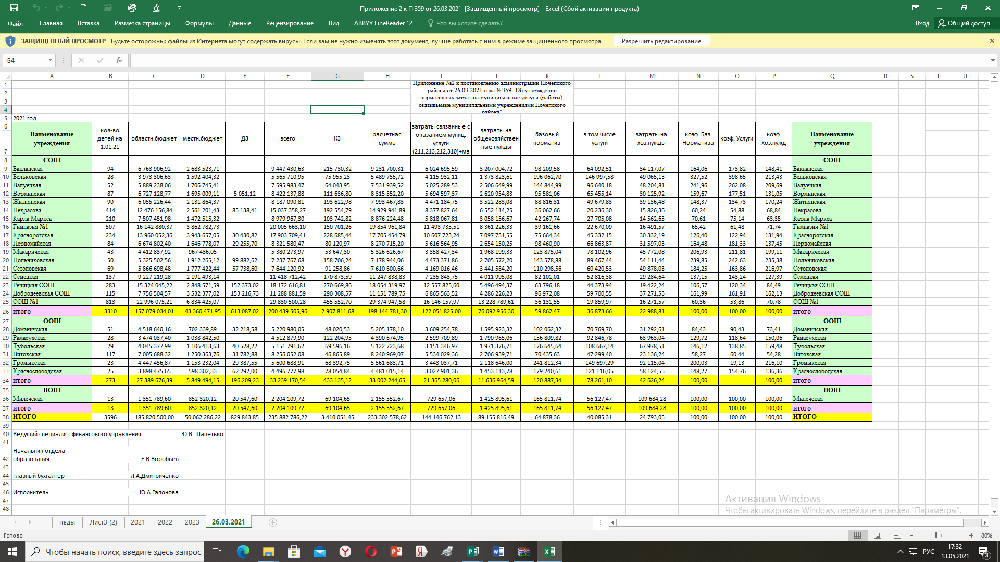 Приложение 2 к П 359 от 26.03.2021 [Защищенный просмотр] - Excel (Сбой активации продукта)
Файл Главная Вставка Разметка страницы Формулы Данные Рецензирование Вид ABBYY FineReader 12 Что вы хотите сделать? Вход Общий доступ
ЗАЩИЩЕННЫЙ ПРОСМОТР Будьте осторожны: файлы из Интернета могут содержать вирусы. Если вам не нужно изменять этот документ, лучше работать с ним в режиме защищенного просмотра. Разрешить редактирование
G4 fx
A B C D E F G H I J K L M N O P Q R S T U
1 Приложение №2 к постановлению администрации Почепского
2 района от 26.03.2021 года №359 "Об утверждении
3 нормативных затрат на муниципальные услуги (работы),
4 оказываемые муниципальными учреждениями Почепского
района"
5 2021 год
6 7 Наименование учреждения кол-во детей на 1.01.21 областн.бюджет местн.бюджет ДЗ всего КЗ расчетная сумма затраты связанные с оказанием муниц. услуги (211,213,212,310)+ма затраты на общехозяйствен ные нужды базовый норматив в том числе услуги затраты на хоз.нужды коэф. Баз. Норматива коэф. Услуги коэф. Хоз.нужд Наименование учреждения
8 СОШ СОШ
9 Бакланская 94 6 763 906,92 2 683 523,71 9 447 430,63 215 730,32 9 231 700,31 6 024 695,59 3 207 004,72 98 209,58 64 092,51 34 117,07 164,06 173,82 148,41 Бакланская
10 Бельковская 28 3 973 306,63 1 592 404,32 5 565 710,95 75 955,23 5 489 755,72 4 115 932,11 1 373 823,61 196 062,70 146 997,58 49 065,13 327,52 398,65 213,43 Бельковская
11 Валуецкая 52 5 889 238,06 1 706 745,41 7 595 983,47 64 043,95 7 531 939,52 5 025 289,53 2 506 649,99 144 844,99 96 640,18 48 204,81 241,96 262,08 209,69 Валуецкая
12 Ворминская 87 6 727 128,77 1 695 009,11 5 051,12 8 422 137,88 111 636,80 8 315 552,20 5 694 597,37 2 620 954,83 95 581,06 65 455,14 30 125,92 159,67 177,51 131,05 Ворминская
13 Житнянская 90 6 055 226,44 2 131 864,37 8 187 090,81 193 622,98 7 993 467,83 4 471 184,75 3 522 283,08 88 816,31 49 679,83 39 136,48 148,37 134,73 170,24 Житнянская
14 Некрасова 414 12 476 156,84 2 561 201,43 85 138,41 15 037 358,27 192 554,79 14 929 941,89 8 377 827,64 6 552 114,25 36 062,66 20 236,30 15 826,36 60,24 54,88 68,84 Некрасова
15 Карла Маркса 210 7 507 451,98 1 472 515,32 8 979 967,30 103 742,82 8 876 224,48 5 818 067,81 3 058 156,67 42 267,74 27 705,08 14 562,65 70,61 75,14 63,35 Карла Маркса
16 Гимназия №1 507 16 142 880,37 3 862 782,73 20 005 663,10 150 701,26 19 854 961,84 11 493 735,51 8 361 226,33 39 161,66 22 670,09 16 491,57 65,42 61,48 71,74 Гимназия №1
17 Краснорогская 234 13 960 052,36 3 943 657,05 30 430,82 17 903 709,41 228 685,44 17 705 454,79 10 607 723,24 7 097 731,55 75 664,34 45 332,15 30 332,19 126,40 122,94 131,94 Краснорогская
18 Первомайская 84 6 674 802,40 1 646 778,07 29 255,70 8 321 580,47 80 120,97 8 270 715,20 5 616 564,95 2 654 150,25 98 460,90 66 863,87 31 597,03 164,48 181,33 137,45 Первомайская
19 Макаричская 43 4 412 837,92 967 436,05 5 380 273,97 53 647,30 5 326 626,67 3 358 427,34 1 968 199,33 123 875,04 78 102,96 45 772,08 206,93 211,81 199,11 Макаричская
20 Польниковская 50 5 325 502,56 1 912 265,12 99 882,62 7 237 767,68 158 706,24 7 178 944,06 4 473 371,86 2 705 572,20 143 578,88 89 467,44 54 111,44 239,85 242,63 235,38 Польниковская
21 Сетоловская 69 5 866 698,48 1 777 422,44 57 738,60 7 644 120,92 91 258,86 7 610 600,66 4 169 016,46 3 441 584,20 110 298,56 60 420,53 49 878,03 184,25 163,86 216,97 Сетоловская
22 Семецкая 137 9 227 219,28 2 191 493,14 11 418 712,42 170 873,59 11 247 838,83 7 235 843,75 4 011 995,08 82 101,01 52 816,38 29 284,64 137,15 143,24 127,39 Семецкая
23 Речицкая СОШ 283 15 324 045,22 2 848 571,59 152 373,02 18 172 616,81 270 669,86 18 054 319,97 12 557 825,60 5 496 494,37 63 796,18 44 373,94 19 422,24 106,57 120,34 84,49 Речицкая СОШ
24 Добродеевская СОШ 115 7 756 504,57 3 532 377,02 153 216,73 11 288 881,59 290 308,57 11 151 789,75 6 865 563,52 4 286 226,23 96 972,08 59 700,55 37 271,53 161,99 161,91 162,13 Добродеевская СОШ
25 СОШ №1 813 22 996 075,21 6 834 425,07 29 830 500,28 455 552,70 29 374 947,58 16 146 157,97 13 228 789,61 36 131,55 19 859,97 16 271,57 60,36 53,86 70,78 СОШ №1
26 итого 3310 157 079 034,01 43 360 471,95 613 087,02 200 439 505,96 2 907 811,68 198 144 781,30 122 051 825,00 76 092 956,30 59 862,47 36 873,66 22 988,81 100,00 100,00 100,00 итого
27 ООШ ООШ
28 Доманичская 51 4 518 640,16 702 339,89 32 218,58 5 220 980,05 48 020,53 5 205 178,10 3 609 254,78 1 595 923,32 102 062,32 70 769,70 31 292,61 84,43 90,43 73,41 Доманичская
29 Рамасухская 28 3 474 037,40 1 038 842,50 4 512 879,90 122 204,95 4 390 674,95 2 599 709,89 1 790 965,06 156 809,82 92 846,78 63 963,04 129,72 118,64 150,06 Рамасухская
30 Тубольская 29 4 045 377,99 1 106 413,63 40 528,22 5 151 791,62 69 596,16 5 122 723,68 3 151 346,97 1 971 376,71 176 645,64 108 667,14 67 978,51 146,12 138,85 159,48 Тубольская
31 Витовская 117 7 005 688,32 1 250 363,76 31 782,88 8 256 052,08 46 865,89 8 240 969,07 5 534 029,36 2 706 939,71 70 435,63 47 299,40 23 136,24 58,27 60,44 54,28 Витовская
32 Громыкская 23 4 447 456,87 1 153 232,04 29 387,55 5 600 688,91 68 392,75 5 561 683,71 3 443 037,71 2 118 646,00 241 812,34 149 697,29 92 115,04 200,03 19,13 216,10 Громыкская
33 Краснослободская 25 3 898 475,65 598 302,33 62 292,00 4 496 777,98 78 054,84 4 481 015,14 3 027 901,36 1 453 113,78 179 240,61 121 116,05 58 124,55 148,27 154,76 136,36 Краснослободская
34 итого 273 27 389 676,39 5 849 494,15 196 209,23 33 239 170,54 433 135,12 33 002 244,65 21 365 280,06 11 636 964,59 120 887,34 78 261,10 42 626,24 100,00 100,00 итого
35 НОШ НОШ
36 Милечская 13 1 351 789,60 852 320,12 20 547,60 2 204 109,72 69 104,65 2 155 552,67 729 657,06 1 425 895,61 165 811,74 56 127,47 109 684,28 100,00 100,00 100,00 Милечская
37 итого 13 1 351 789,60 852 320,12 20 547,60 2 204 109,72 69 104,65 2 155 552,67 729 657,06 1 425 895,61 165 811,74 56 127,47 109 684,28 100,00 100,00 100,00 итого
38 ИТОГО 3596 185 820 500,00 50 062 286,22 829 843,85 235 882 786,22 3 410 051,45 233 302 578,62 144 146 762,13 89 155 816,49 64 878,36 40 085,31 24 793,05 100,00 100,00 100,00 ИТОГО
39
40 Ведущий специалист финансового управления Ю.В. Шапетько
41
Начальник отдела
42 образования Е.В.Воробьев
43
44 Главный бухгалтер Л.А.Дмитриченко
45
46 Исполнитель Ю.А.Гапонова
47
48
Активация Windows
Чтобы активировать Windows, перейдите в раздел "Параметры".
педы Лист3 (2) 2021 2022 2023 26.03.2021
Готово 80%
Чтобы начать поиск, введите здесь запрос РУС 17:32
13.05.2021 3